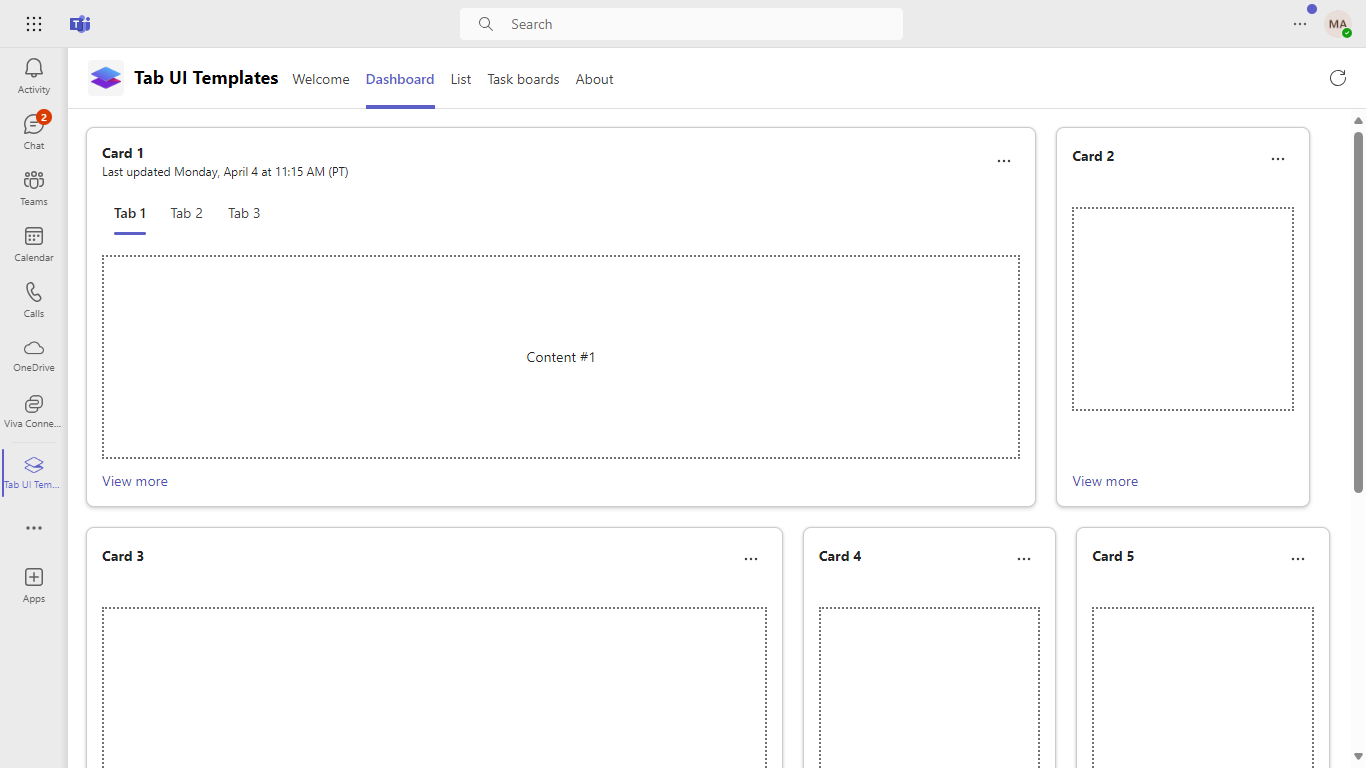 Search
MA
Activity
2
Chat
Teams
Calendar
Calls
OneDrive
Viva Conne...
Tab UI Tem...
Apps
Tab UI Templates
Welcome
Dashboard
List
Task boards
About
Card 1
Last updated Monday, April 4 at 11:15 AM (PT)
Tab 1
Tab 2
Tab 3
Content #1
View more
Card 2
View more
Card 3
Card 4
Card 5